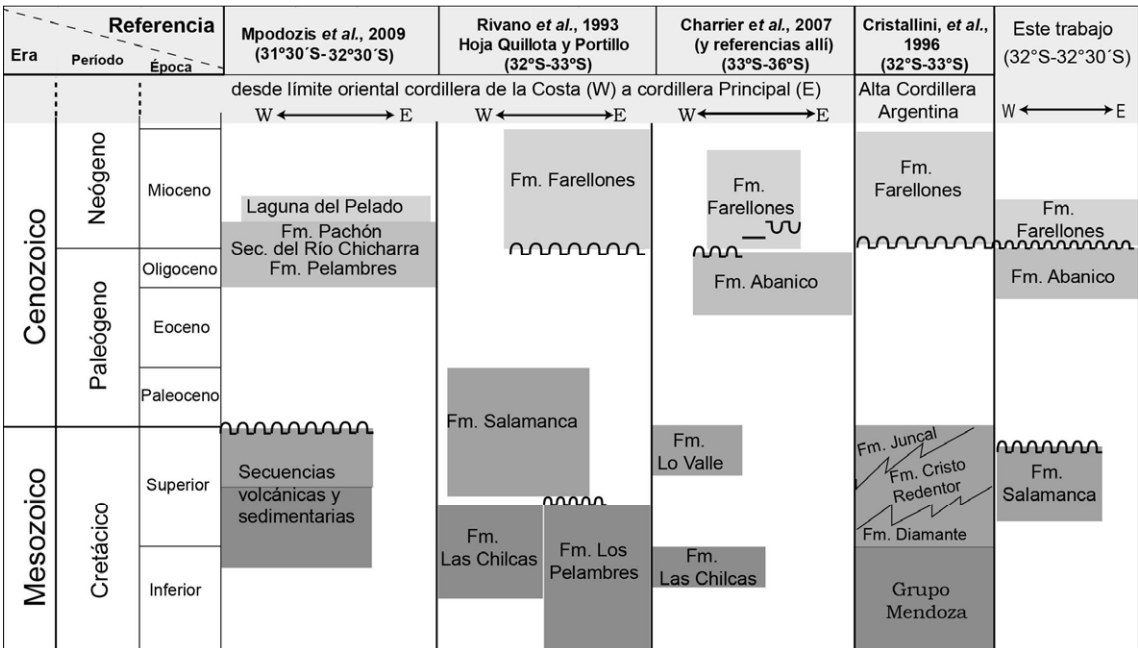 Referencia
Era
Período
Época
Mpodozis et al., 2009
(31°30´S-32°30´S)
Rivano et al., 1993
Hoja Quillota y Portillo
(32°S-33°S)
Charrier et al., 2007
(y referencias allí)
(33ºS-36ºS)
Cristallini, et al.,
1996
(32°S-33°S)
Este trabajo
(32°S-32°30´S)
desde límite oriental cordillera de la Costa (W) a cordillera Principal (E)
Alta Cordillera
Argentina
W E
W E
W E
W E
Cenozoico
Neógeno
Mioceno
Paleógeno
Oligoceno
Eoceno
Paleoceno
Mesozoico
Cretácico
Superior
Inferior
Laguna del Pelado
Fm. Pachón
Sec. del Río Chicharra
Fm. Pelambres
Secuencias
volcánicas y
sedimentarias
Fm. Farellones
Fm. Salamanca
Fm.
Las Chilcas
Fm. Los
Pelambres
Fm.
Farellones
Fm. Abanico
Fm.
Lo Valle
Fm.
Las Chilcas
Fm.
Farellones
Fm. Juncal
Fm. Cristo
Redentor
Fm. Diamante
Grupo
Mendoza
Fm.
Farellones
Fm. Abanico
Fm.
Salamanca